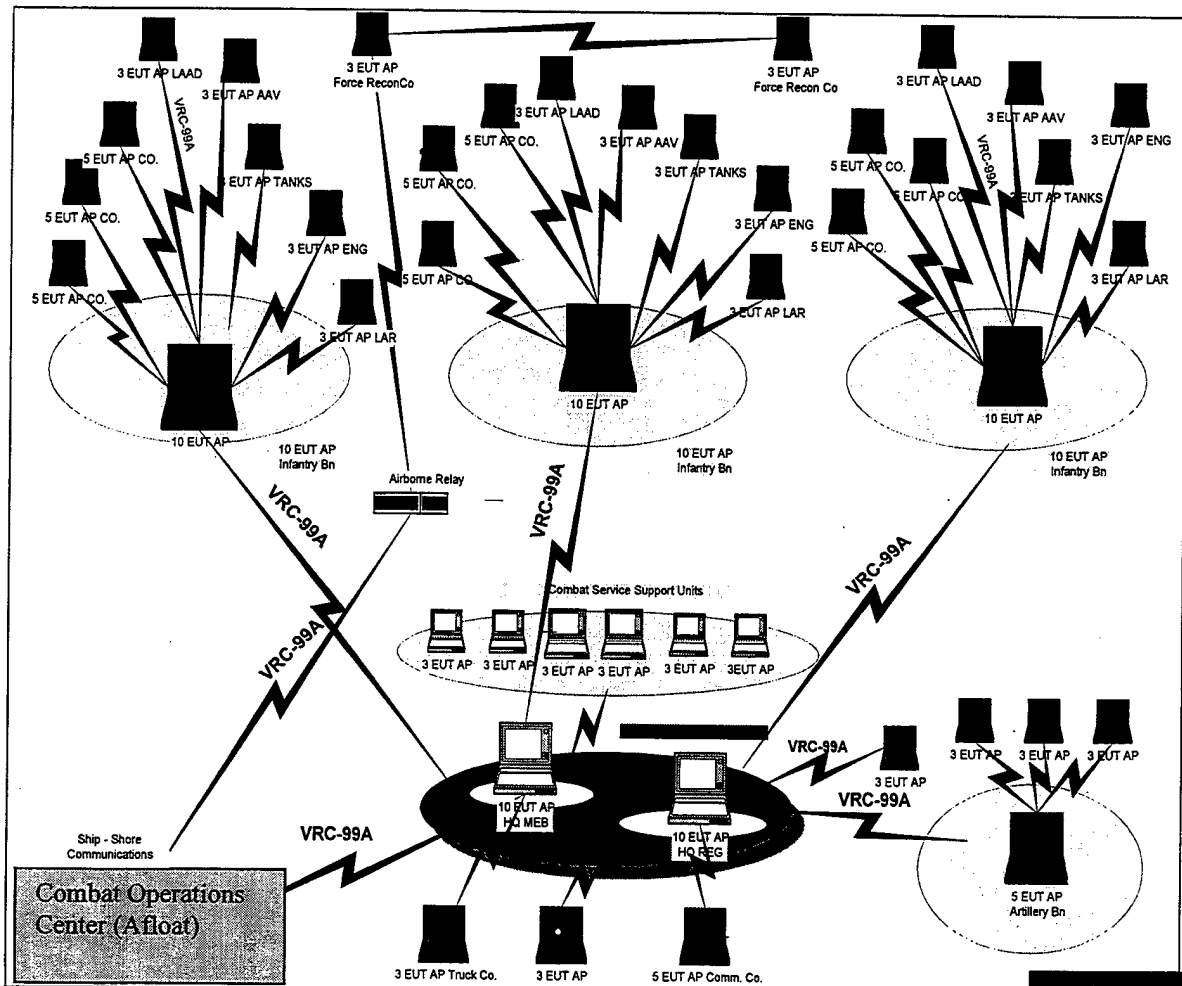 3 EUT AP LAAD
3 EUT AP AAV
VRC-99A
5 EUT AP CO.
3 EUT AP TANKS
5 EUT AP CO.
3 EUT AP ENG
5 EUT AP CO.
3 EUT AP LAR
10 EUT AP
10 EUT AP
Infantry Bn
3 EUT AP
Force ReconCo
3 EUT AP
Force Recon Co
3 EUT AP LAAD
5 EUT AP CO.
3 EUT AP AAV
5 EUT AP CO.
3 EUT AP TANKS
3 EUT AP ENG
5 EUT AP CO.
3 EUT AP LAR
10 EUT AP
10 EUT AP
Infantry Bn
3 EUT AP LAAD
3 EUT AP AAV
VRC-99A
3 EUT AP ENG
5 EUT AP CO.
5 EUT AP CO.
3 EUT AP TANKS
5 EUT AP CO.
3 EUT AP LAR
10 EUT AP
10 EUT AP
Infantry Bn
Airborne Relay
VRC-99A
VRC-99A
VRC-99A
VRC-99A
Combat Service Support Units
3 EUT AP
3 EUT AP
3 EUT AP
3 EUT AP
3 EUT AP
3EUT AP
10 EUT AP
HQ MEB
10 EUT AP
HQ REG
VRC-99A
3 EUT AP
VRC-99A
3 EUT AP
3 EUT AP
3 EUT AP
5 EUT AP
Artillery Bn
Ship - Shore
Communications
VRC-99A
Combat Operations
Center (Afloat)
3 EUT AP Truck Co.
3 EUT AP
5 EUT AP Comm. Co.